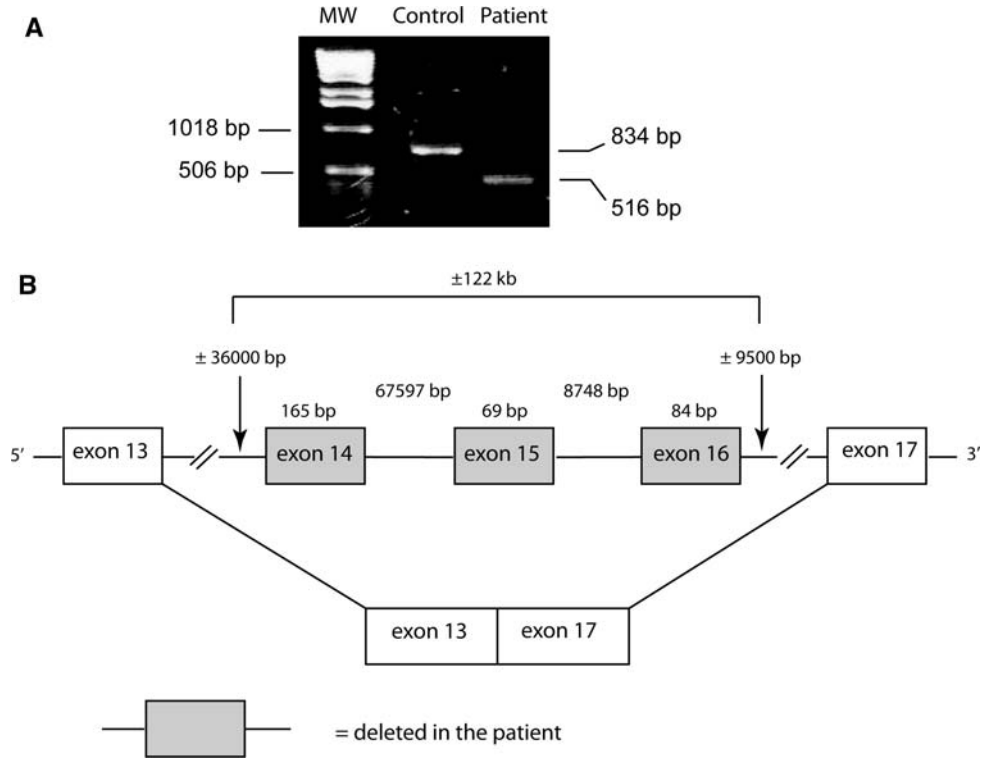 A
MW Control Patient
1018 bp
834 bp
506 bp
516 bp
B
±122 kb
± 36000 bp
± 9500 bp
67597 bp 8748 bp
165 bp 69 bp 84 bp
5’ exon 13 exon 14 exon 15 exon 16 exon 17 3’
exon 13 exon 17
= deleted in the patient